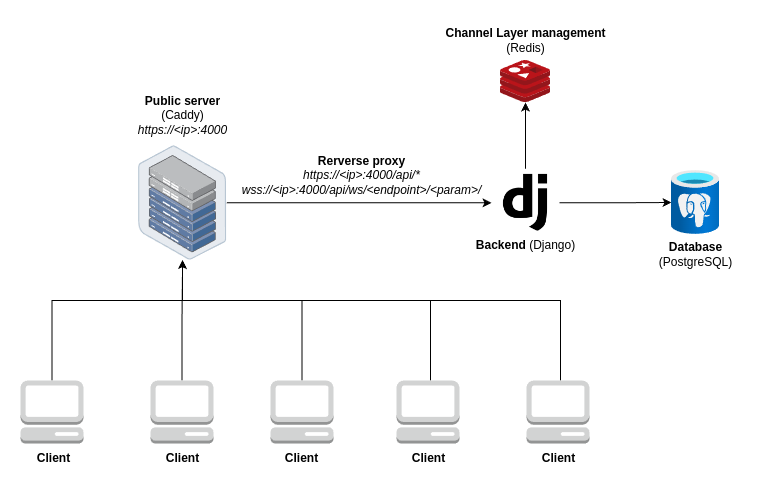 Channel Layer management
(Redis)
Public server
(Caddy)
https://<ip>:4000
Rerverse proxy
https://<ip>:4000/api/*
wss://<ip>:4000/api/ws/<endpoint>/<param>/
dj
Backend (Django)
Database
(PostgreSQL)
Client
Client
Client
Client
Client